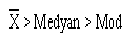 X̅ > Medyan > Mod